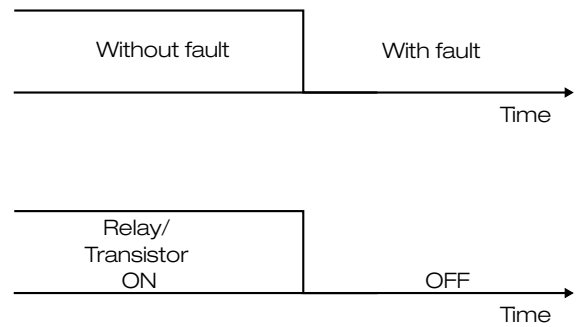 Without fault With fault
Time
Relay/
Transistor
ON OFF
Time